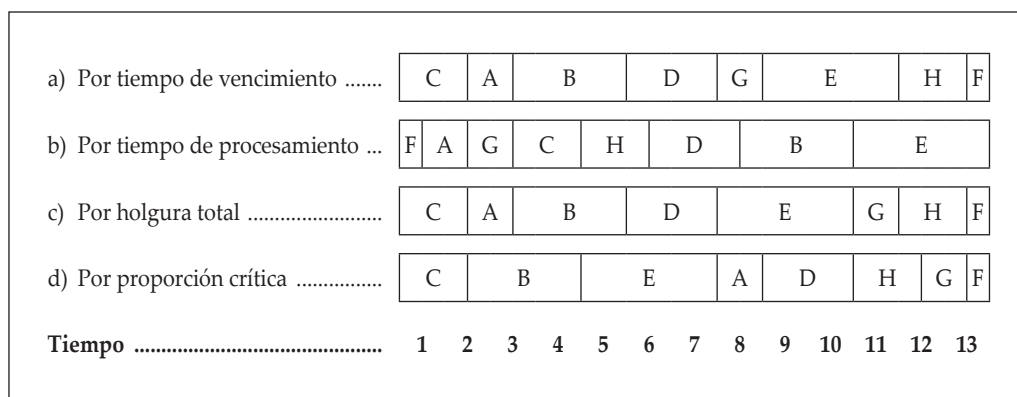 a) Por tiempo de vencimiento ....... C A B D G E H F
b) Por tiempo de procesamiento ... F A G C H D B E
c) Por holgura total ......................... C A B D E G H F
d) Por proporción crítica ................ C B E A D H G F
Tiempo .............................................. 1 2 3 4 5 6 7 8 9 10 11 12 13